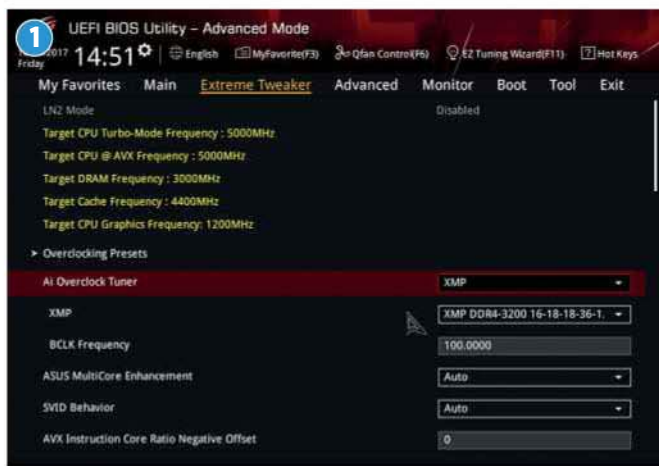 1
UEFI BIOS Utility – Advanced Mode
2017 14:51 English MyFavorite(F3) Qfan Control(F6) EZ Tuning Wizard(F11) ? Hot Keys
Friday
My Favorites Main Extreme Tweaker Advanced Monitor Boot Tool Exit
LN2 Mode Disabled
Target CPU Turbo-Mode Frequency : 5000MHz
Target CPU @ AVX Frequency : 5000MHz
Target DRAM Frequency : 3000MHz
Target Cache Frequency : 4400MHz
Target CPU Graphics Frequency: 1200MHz
> Overclocking Presets
Ai Overclock Tuner XMP
XMP XMP DDR4-3200 16-18-18-36-1.
BCLK Frequency 100.0000
ASUS MultiCore Enhancement Auto
SVID Behavior Auto
AVX Instruction Core Ratio Negative Offset 0